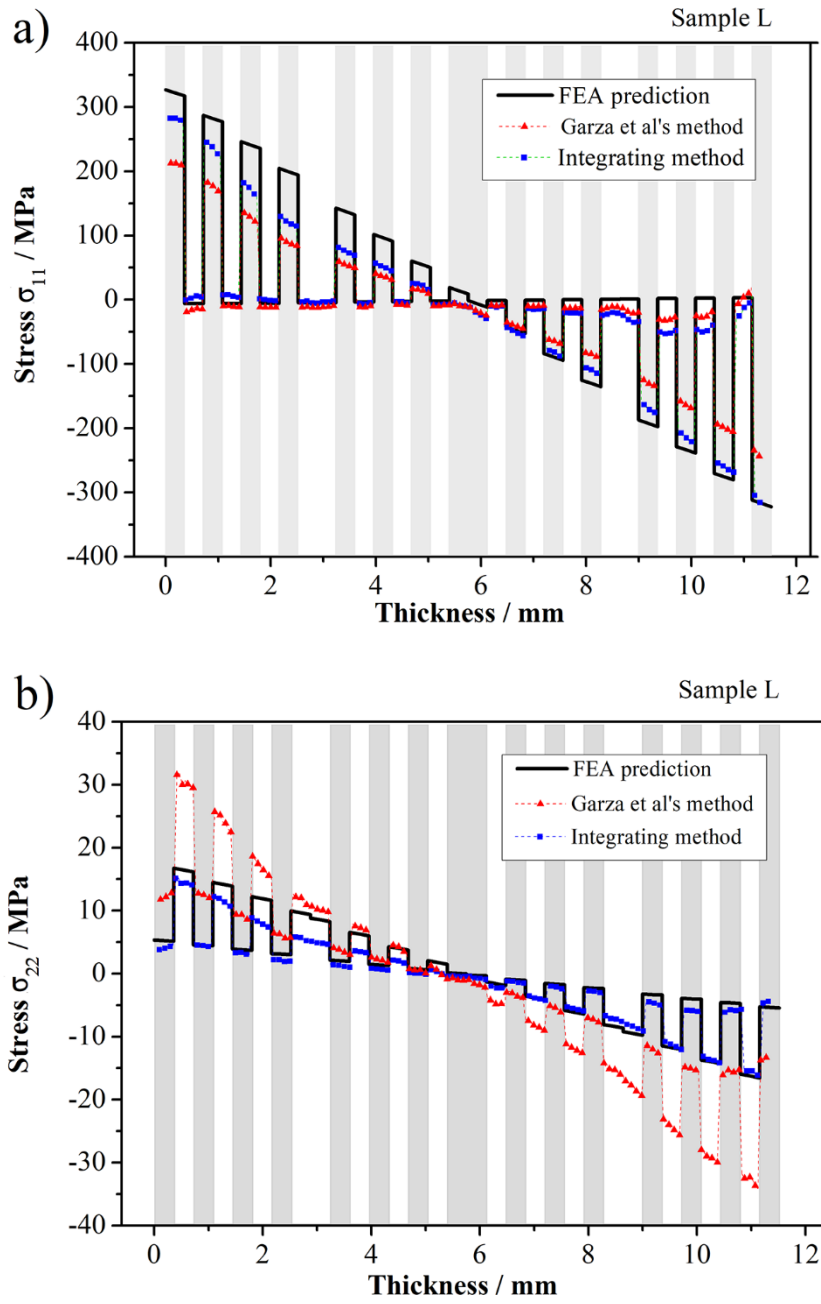 a)
Sample L
400
300
200
100
0
-100
-200
-300
-400
Stress σ11 / MPa
FEA prediction
Garza et al's method
Integrating method
0 2 4 6 8 10 12
Thickness / mm
b)
Sample L
40
30
20
10
0
-10
-20
-30
-40
Stress σ22 / MPa
FEA prediction
Garza et al's method
Integrating method
0 2 4 6 8 10 12
Thickness / mm